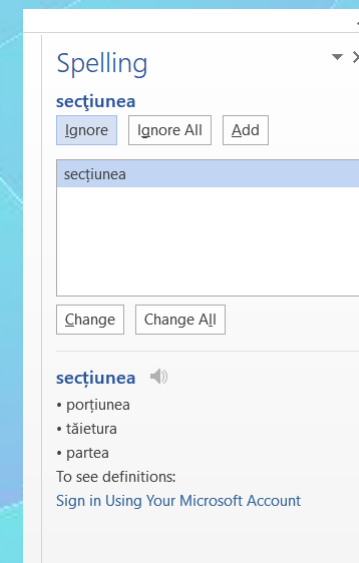 Spelling
secţiunea
Ignore Ignore All Add
secțiunea
Change Change All
secțiunea
• porțiunea
• tăietura
• partea
To see definitions:
Sign in Using Your Microsoft Account